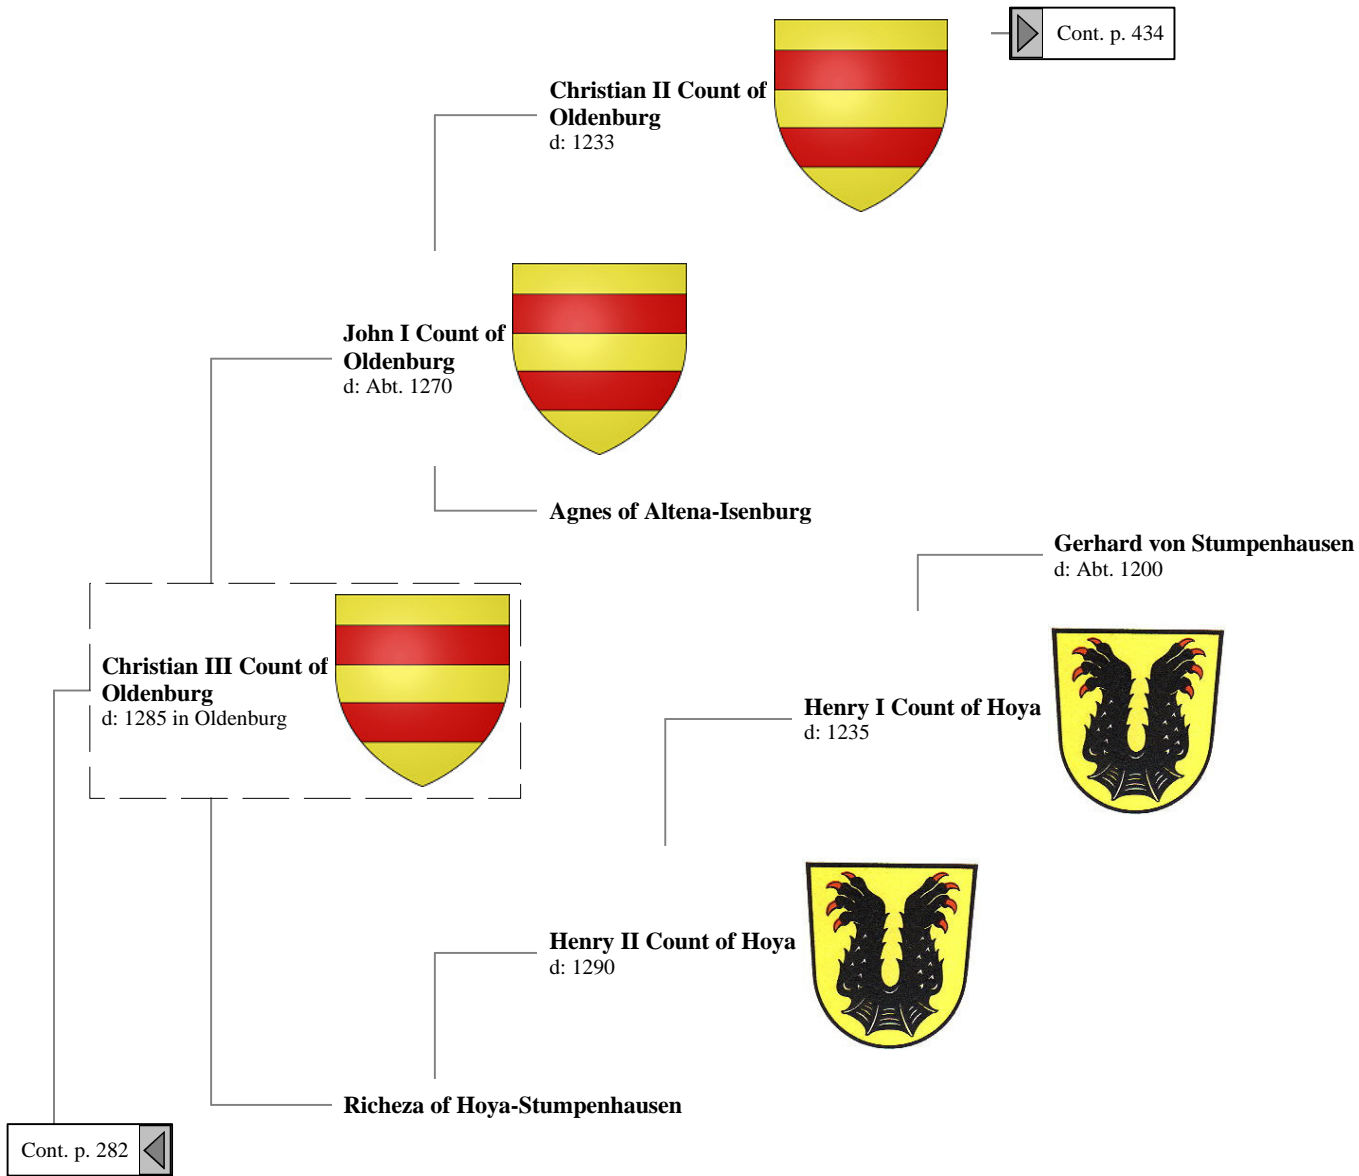 Cont. p. 434
Christian II Count of
Oldenburg
d: 1233
John I Count of
Oldenburg
d: Abt. 1270
Agnes of Altena-Isenburg
Gerhard von Stumpenhausen
d: Abt. 1200
Christian III Count of
Oldenburg
d: 1285 in Oldenburg
Henry I Count of Hoya
d: 1235
Henry II Count of Hoya
d: 1290
Richeza of Hoya-Stumpenhausen
Cont. p. 282